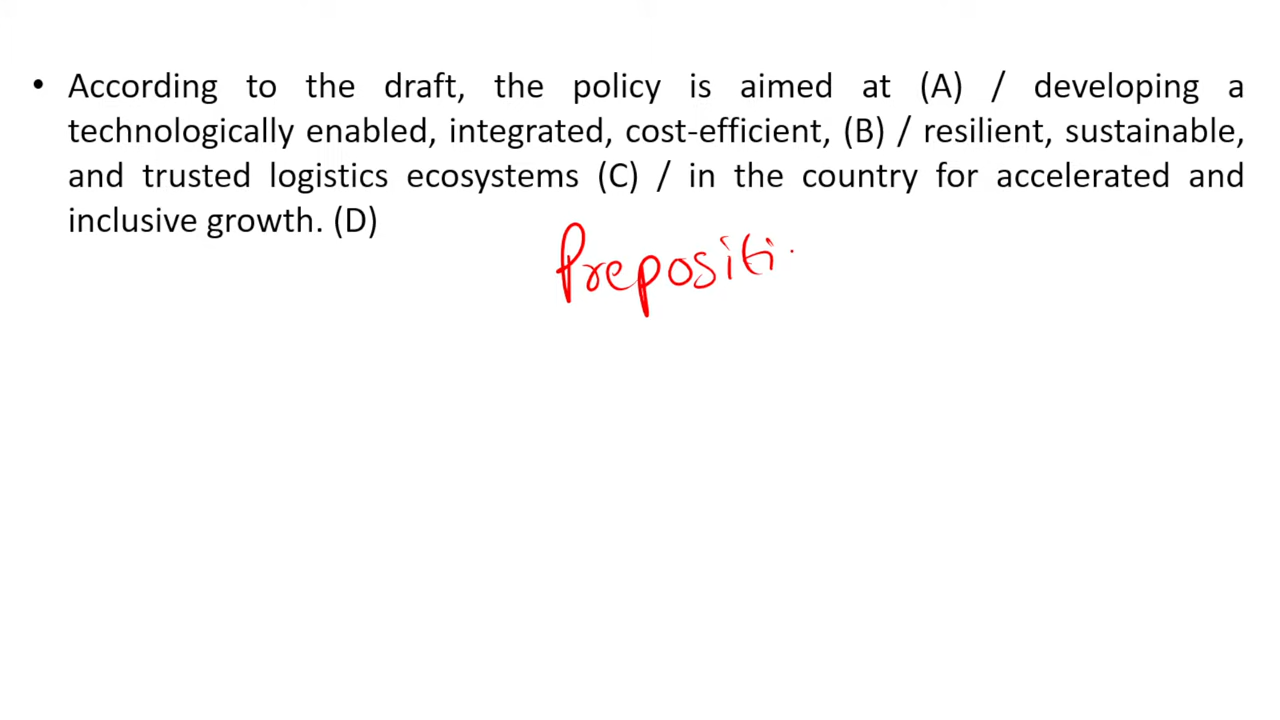 • According to the draft, the policy is aimed at (A) / developing a
technologically enabled, integrated, cost-efficient, (B) / resilient, sustainable,
and trusted logistics ecosystems (C) / in the country for accelerated and
inclusive growth. (D)
Prepositi